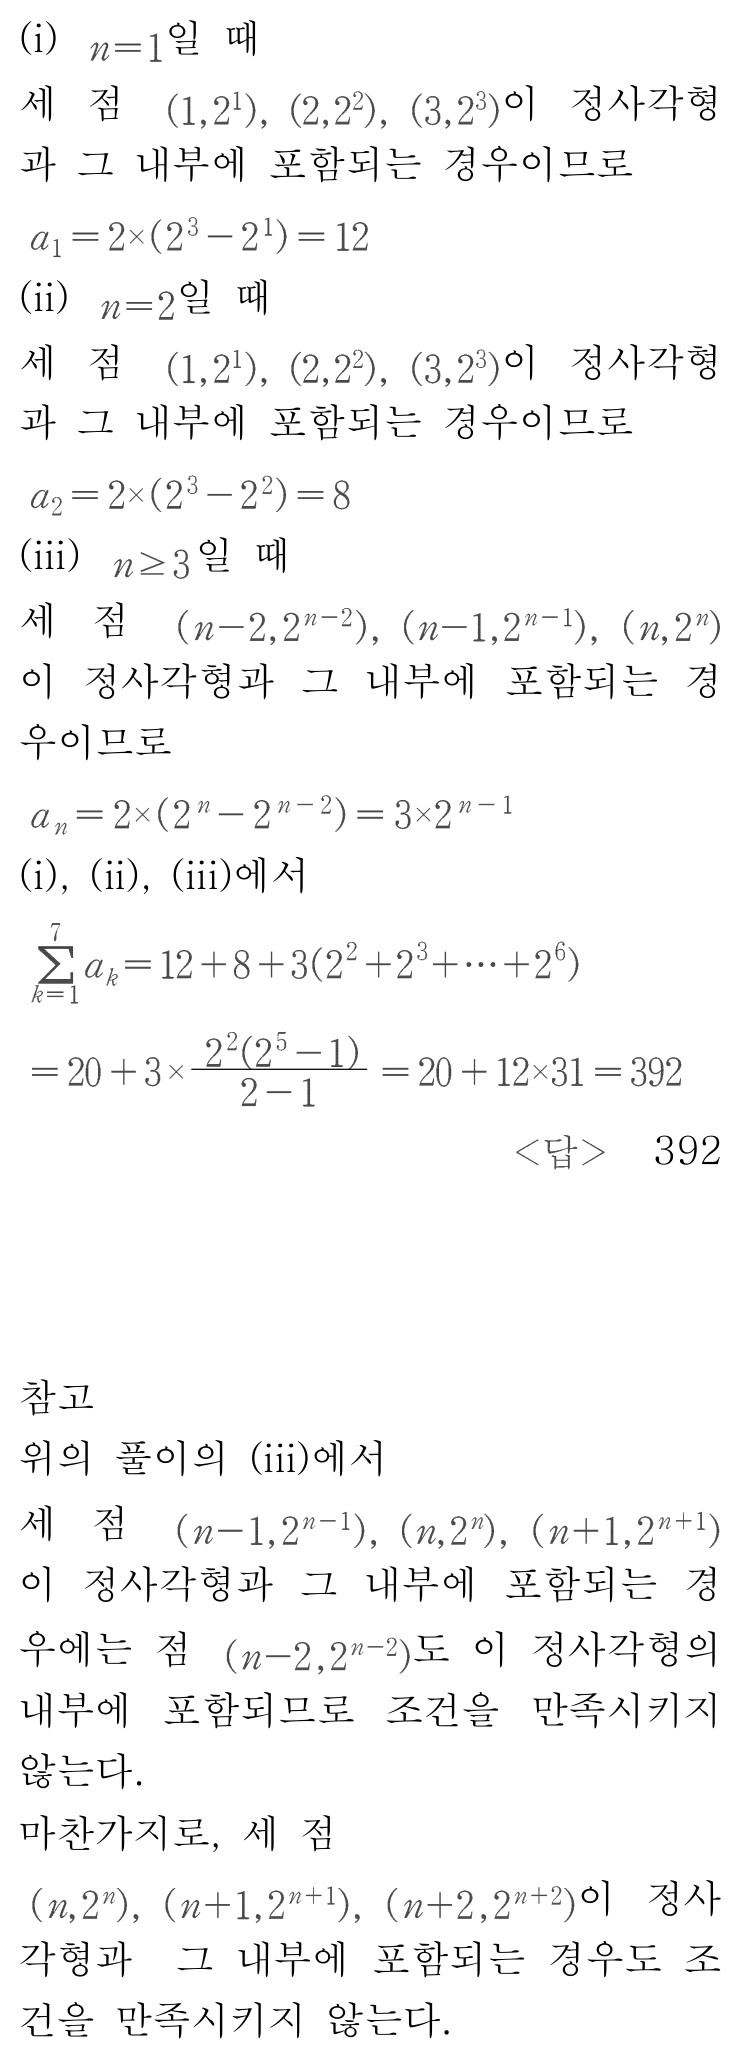 (i) n=1일 때
세 점 (1,2¹), (2,2²), (3,2³)이 정사각형
과 그 내부에 포함되는 경우이므로
a₁=2×(2³-2¹)=12
(ii) n=2일 때
세 점 (1,2¹), (2,2²), (3,2³)이 정사각형
과 그 내부에 포함되는 경우이므로
a₂=2×(2³-2²)=8
(iii) n≥3일 때
세 점 (n-2,2ⁿ⁻²), (n-1,2ⁿ⁻¹), (n,2ⁿ)
이 정사각형과 그 내부에 포함되는 경
우이므로
aₙ=2×(2ⁿ-2ⁿ⁻²)=3×2ⁿ⁻¹
(i), (ii), (iii)에서
\sum_{k=1}^{7} a_k=12+8+3(2²+2³+⋯+2⁶)
=20+3×\frac{2²(2⁵-1)}{2-1}=20+12×31=392
<답> 392
참고
위의 풀이의 (iii)에서
세 점 (n-1,2ⁿ⁻¹), (n,2ⁿ), (n+1,2ⁿ⁺¹)
이 정사각형과 그 내부에 포함되는 경
우에는 점 (n-2,2ⁿ⁻²)도 이 정사각형의
내부에 포함되므로 조건을 만족시키지
않는다.
마찬가지로, 세 점
(n,2ⁿ), (n+1,2ⁿ⁺¹), (n+2,2ⁿ⁺²)이 정사
각형과 그 내부에 포함되는 경우도 조
건을 만족시키지 않는다.